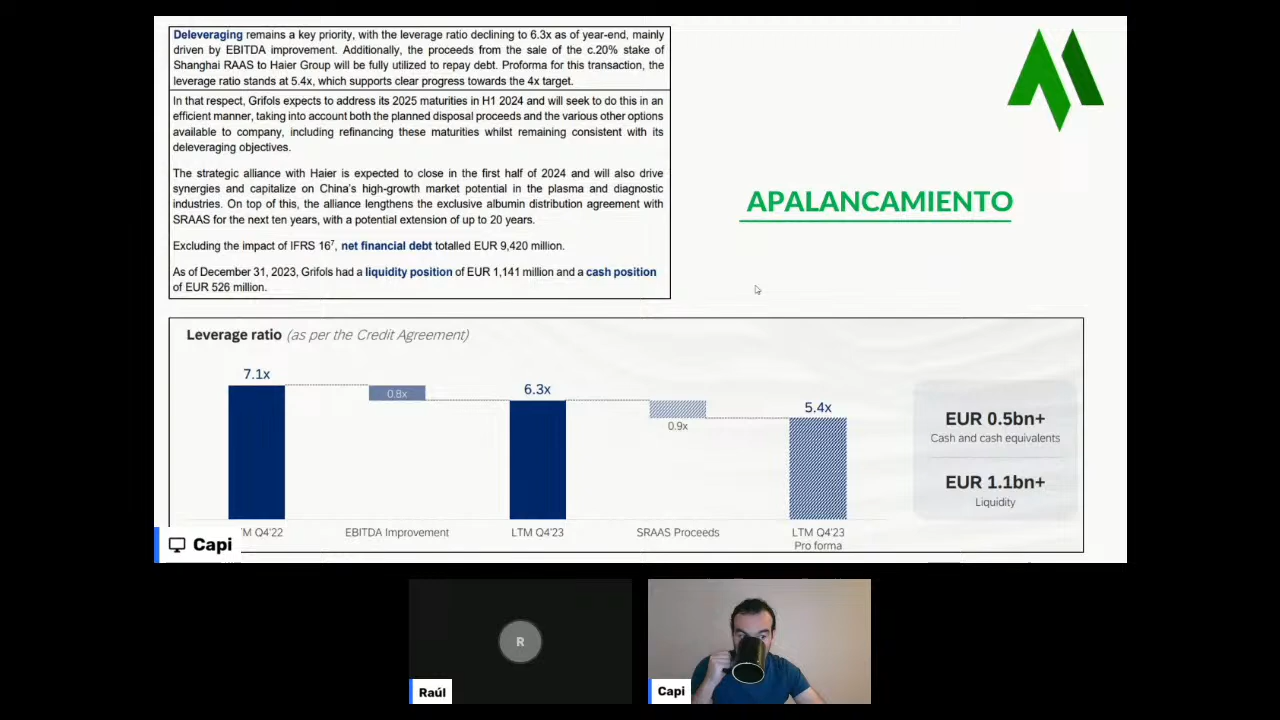 Deleveraging remains a key priority, with the leverage ratio declining to 6.3x as of year-end, mainly
driven by EBITDA improvement. Additionally, the proceeds from the sale of the c.20% stake of
Shanghai RAAS to Haier Group will be fully utilized to repay debt. Proforma for this transaction, the
leverage ratio stands at 5.4x, which supports clear progress towards the 4x target.
In that respect, Grifols expects to address its 2025 maturities in H1 2024 and will seek to do this in an
efficient manner, taking into account both the planned disposal proceeds and the various other options
available to company, including refinancing these maturities whilst remaining consistent with its
deleveraging objectives.
The strategic alliance with Haier is expected to close in the first half of 2024 and will also drive
synergies and capitalize on China's high-growth market potential in the plasma and diagnostic
industries. On top of this, the alliance lengthens the exclusive albumin distribution agreement with
SRAAS for the next ten years, with a potential extension of up to 20 years.
Excluding the impact of IFRS 16⁷, net financial debt totalled EUR 9,420 million.
As of December 31, 2023, Grifols had a liquidity position of EUR 1,141 million and a cash position
of EUR 526 million.
APALANCAMIENTO
Leverage ratio (as per the Credit Agreement)
7.1x
0.8x
6.3x
0.9x
5.4x
M Q4'22
EBITDA Improvement
LTM Q4'23
SRAAS Proceeds
LTM Q4'23
Pro forma
EUR 0.5bn+
Cash and cash equivalents
EUR 1.1bn+
Liquidity
Capi
R
Raúl
Capi